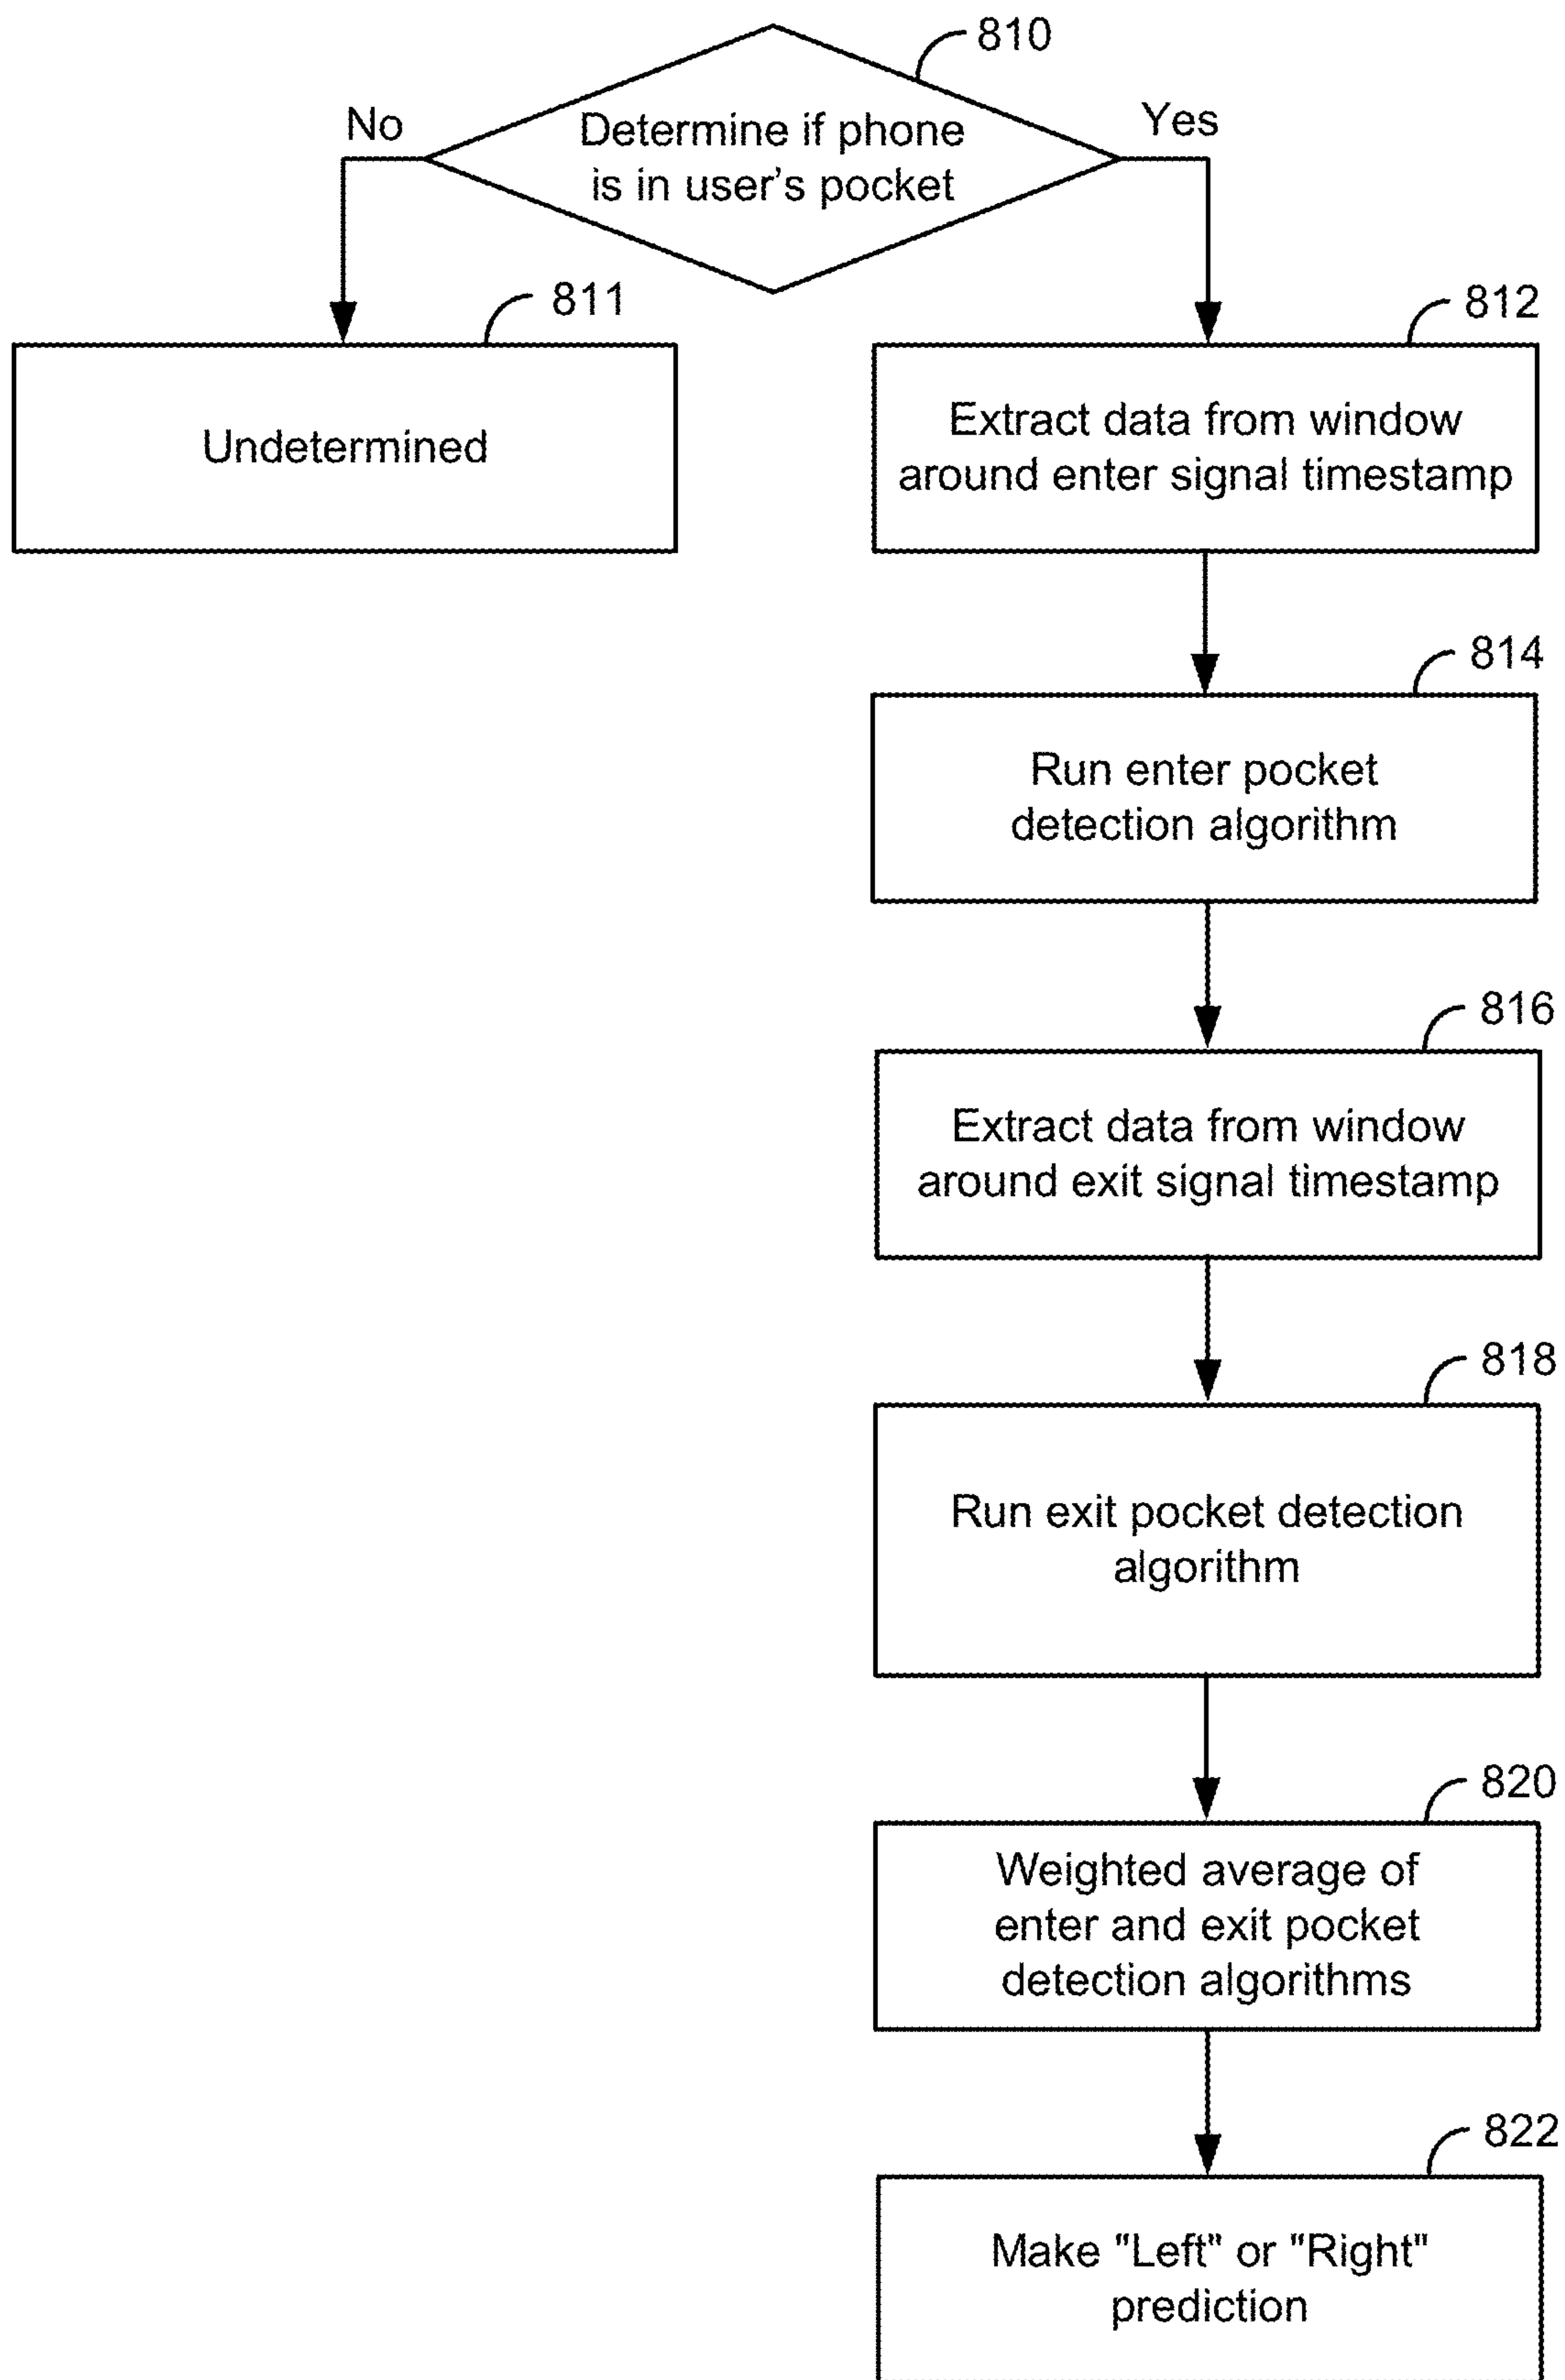 810
No
Yes
Determine if phone
is in user's pocket
811
812
Undetermined
Extract data from window
around enter signal timestamp
814
Run enter pocket
detection algorithm
816
Extract data from window
around exit signal timestamp
818
Run exit pocket detection
algorithm
820
Weighted average of
enter and exit pocket
detection algorithms
822
Make "Left" or "Right"
prediction